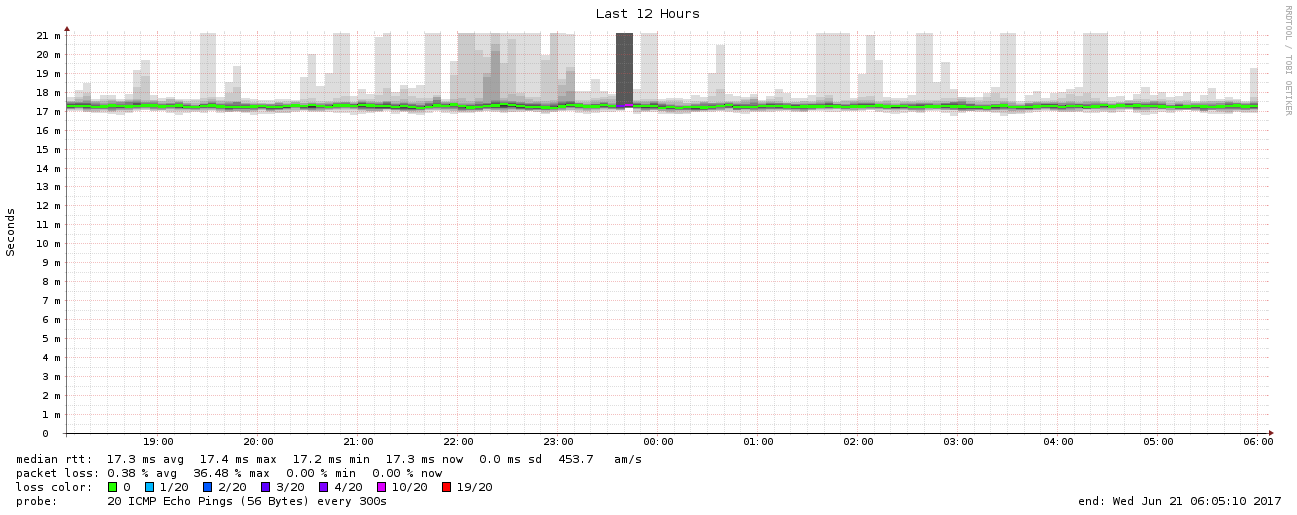 Last 12 Hours
RRDTOOL / TOBI OETIKER
Seconds
21 m
20 m
19 m
18 m
17 m
16 m
15 m
14 m
13 m
12 m
11 m
10 m
9 m
8 m
7 m
6 m
5 m
4 m
3 m
2 m
1 m
0
19:00 20:00 21:00 22:00 23:00 00:00 01:00 02:00 03:00 04:00 05:00 06:00
median rtt: 17.3 ms avg 17.4 ms max 17.2 ms min 17.3 ms now 0.0 ms sd 453.7 am/s
packet loss: 0.38 % avg 36.48 % max 0.00 % min 0.00 % now
loss color: 0 1/20 2/20 3/20 4/20 10/20 19/20
probe: 20 ICMP Echo Pings (56 Bytes) every 300s end: Wed Jun 21 06:05:10 2017